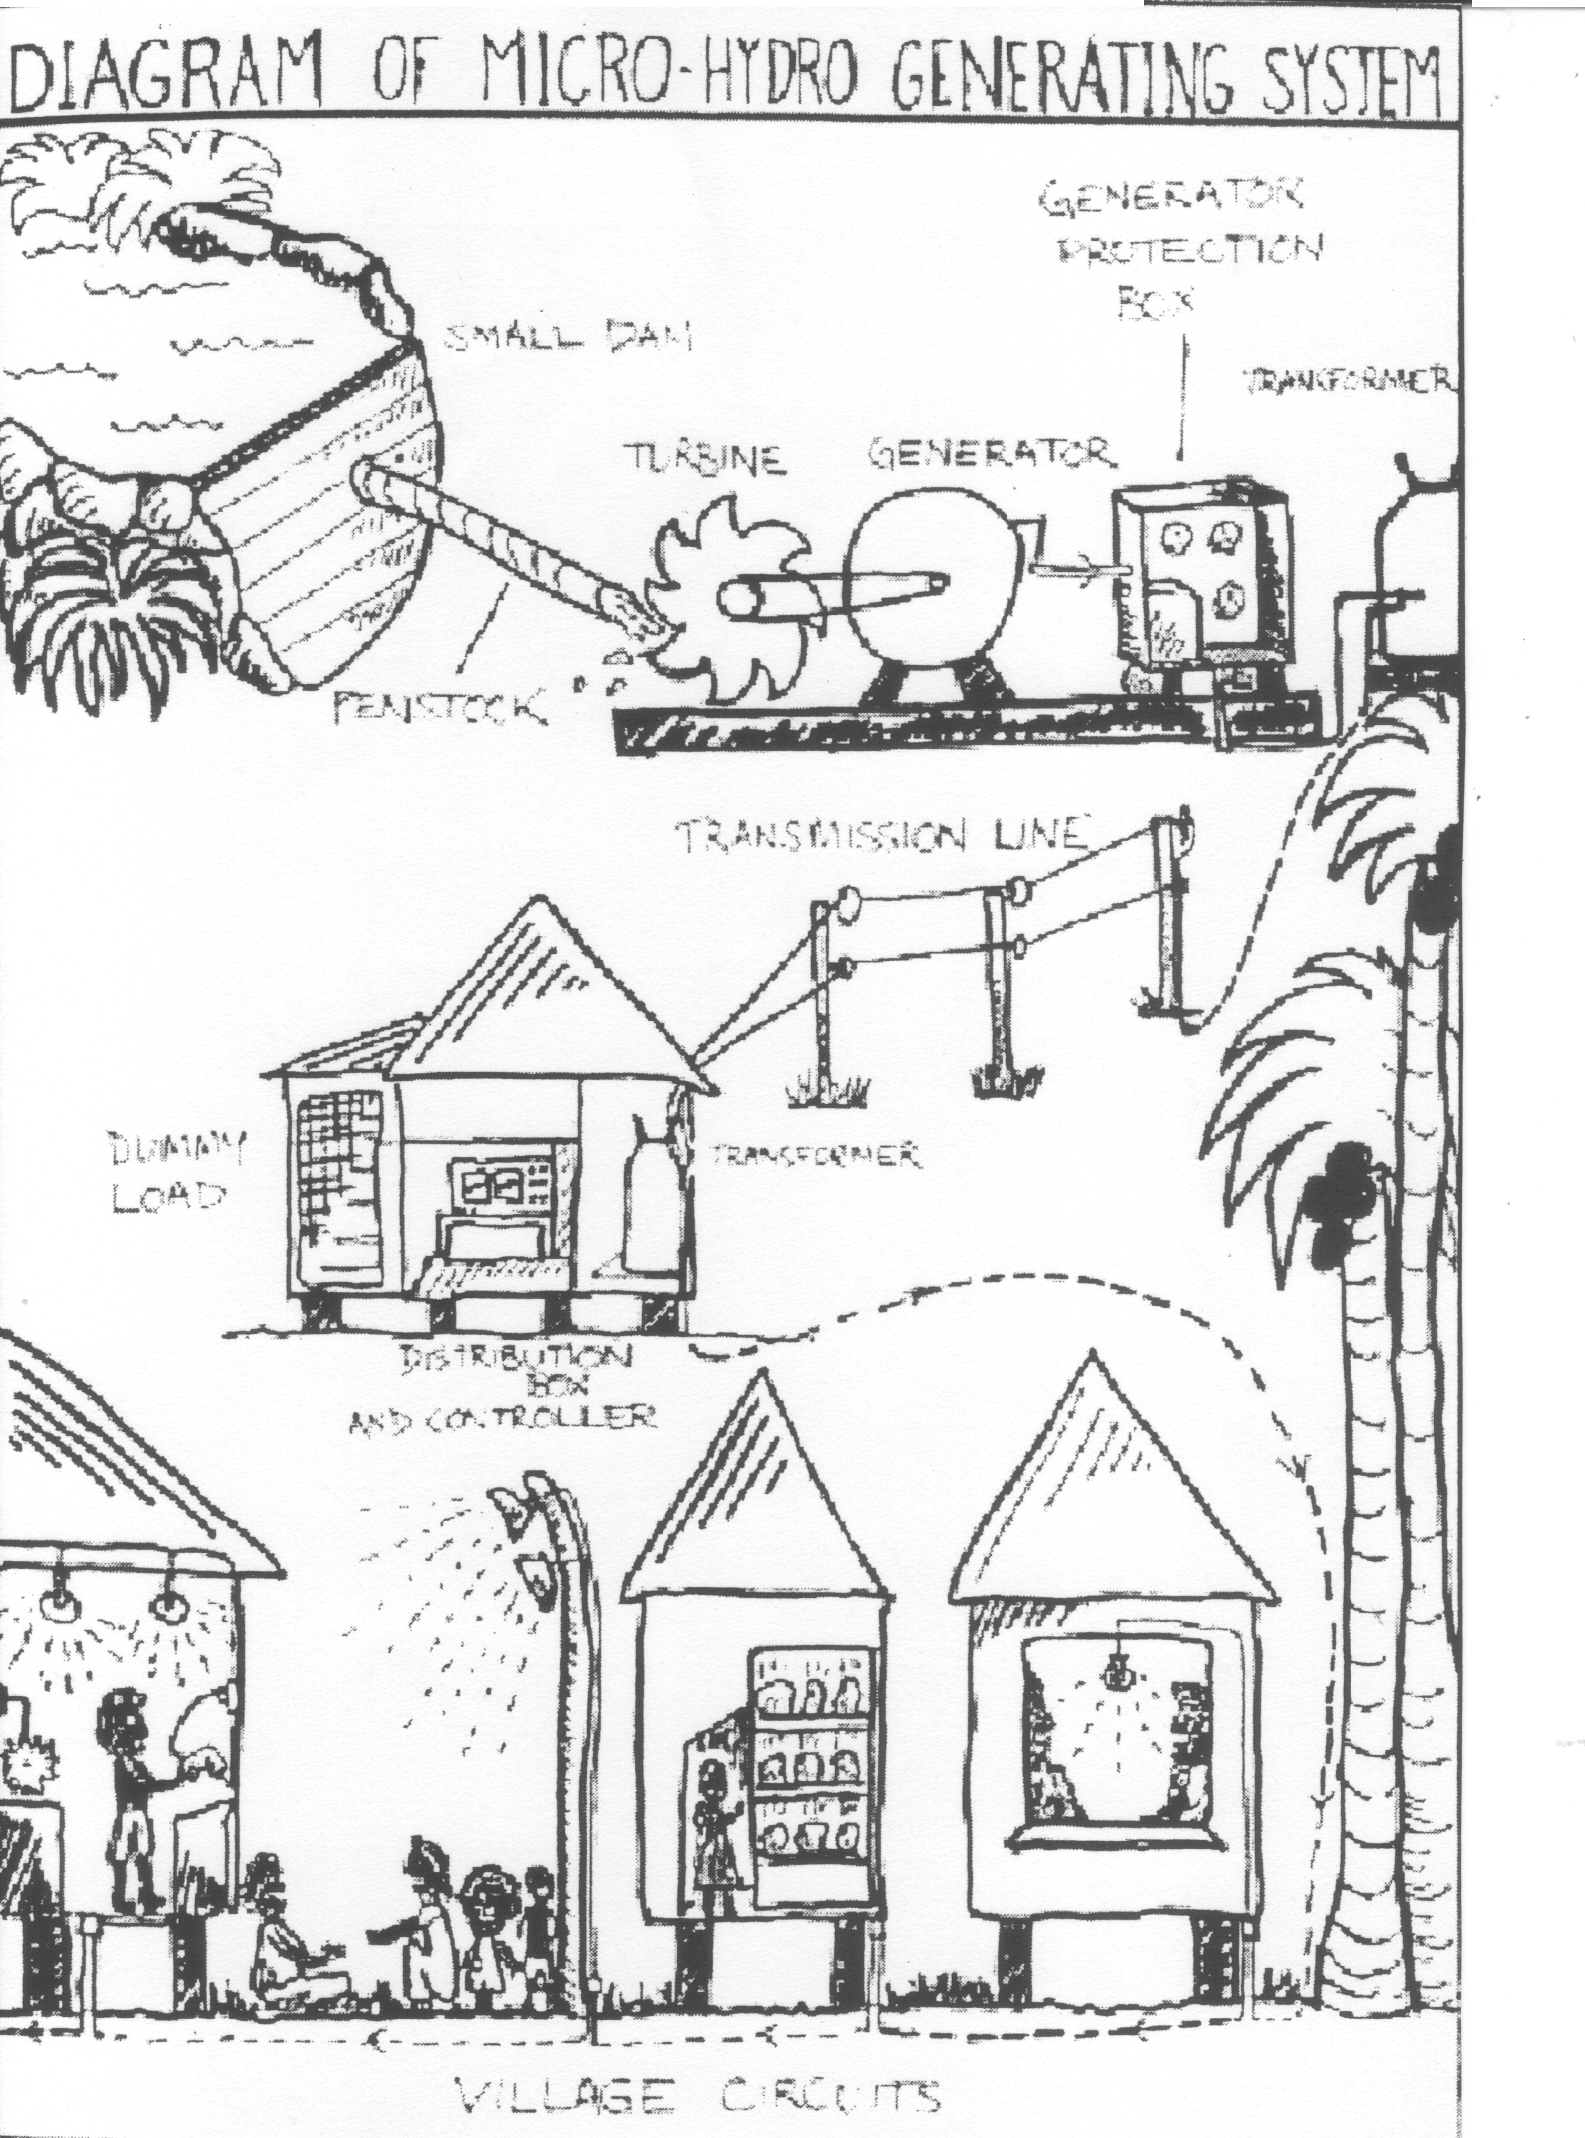 DIAGRAM OF MICRO-HYDRO GENERATING SYSTEM
GENERATOR
PROTECTION
BOX
SMALL DAM
TRANSFORMER
TURBINE
GENERATOR
PENSTOCK
TRANSMISSION LINE
DUMMY
LOAD
TRANSFORMER
DISTRIBUTION
BOX
AND CONTROLLER
VILLAGE CIRCUITS